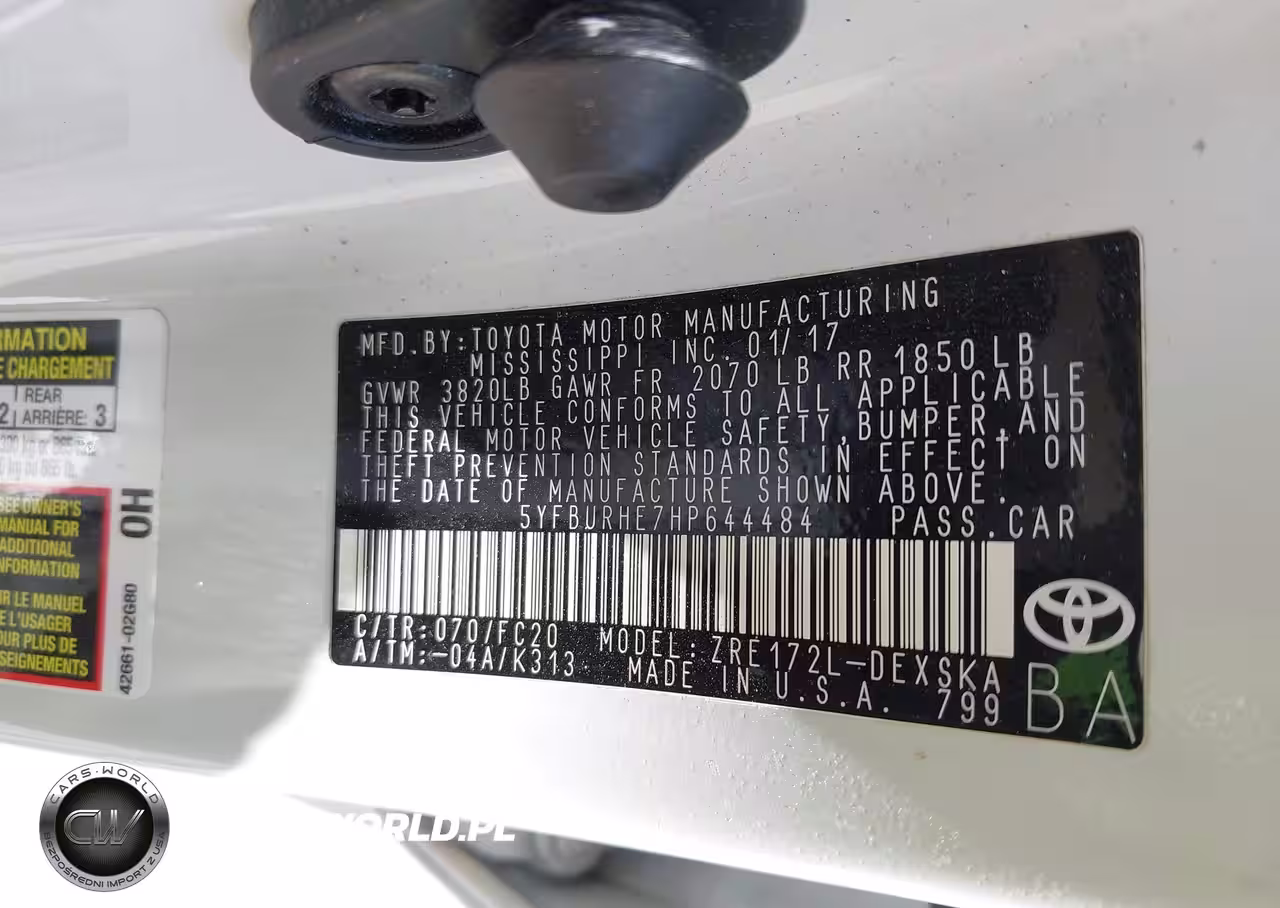 RMATION
E CHARGEMENT
REAR
2 ARRIÈRE: 3
OH
SEE OWNER'S
MANUAL FOR
ADDITIONAL
NFORMATION
IR LE MANUEL
E L'USAGER
OUR PLUS DE
SEIGNEMENTS
42661-02G80
MFD.BY:TOYOTA MOTOR MANUFACTURING
MISSISSIPPI INC. 01/17
GVWR 3820LB GAWR FR 2070 LB RR 1850 LB
THIS VEHICLE CONFORMS TO ALL APPLICABLE
FEDERAL MOTOR VEHICLE SAFETY,BUMPER,AND
THEFT PREVENTION STANDARDS IN EFFECT ON
THE DATE OF MANUFACTURE SHOWN ABOVE.
5YFBURHE7HP644484 PASS.CAR
C/TR:070/FC20 MODEL:ZRE172L-DEXSKA
A/TM:-04A/K313 MADE IN U.S.A. 799
BA
CARS·WORLD
CW
BEZPOŚREDNI IMPORT Z USA
WORLD.PL